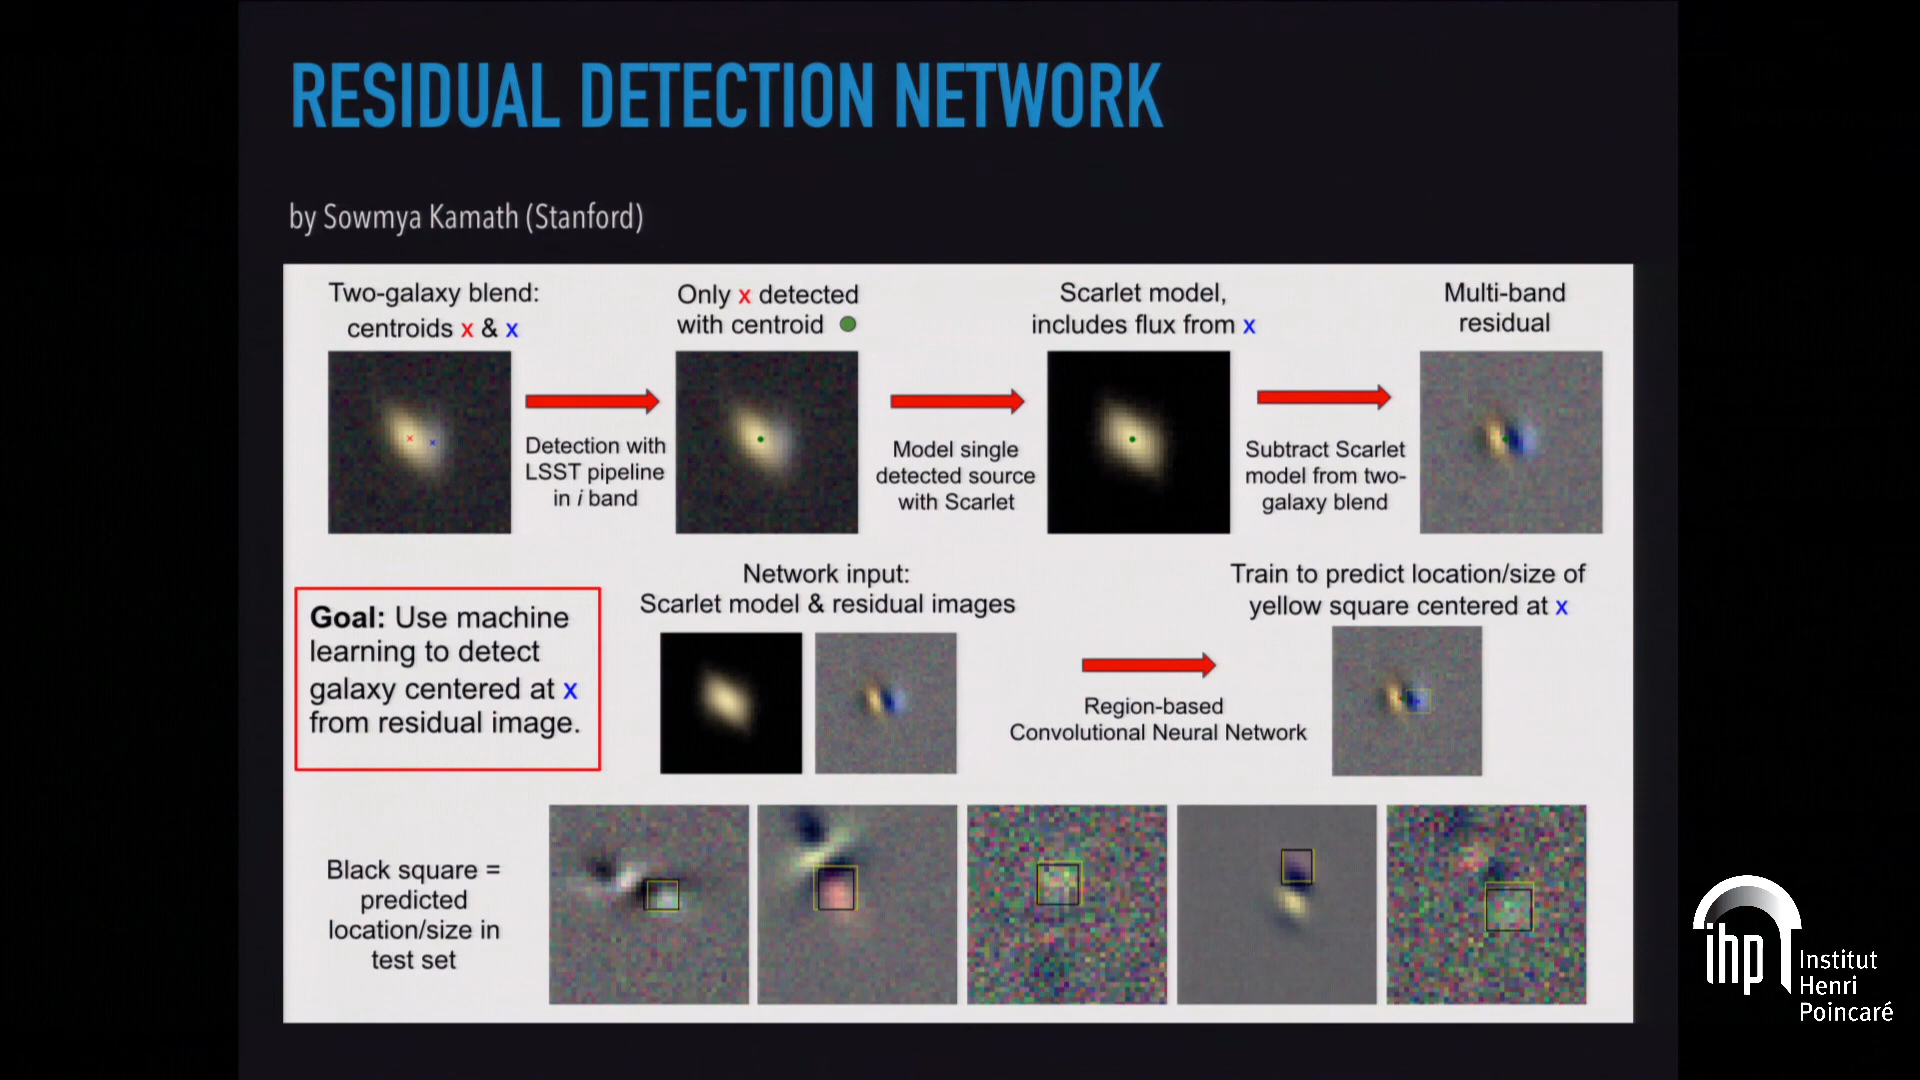 RESIDUAL DETECTION NETWORK
by Sowmya Kamath (Stanford)
Two-galaxy blend:
centroids x & x
Only x detected
with centroid
Scarlet model,
includes flux from x
Multi-band
residual
Detection with
LSST pipeline
in i band
Model single
detected source
with Scarlet
Subtract Scarlet
model from two-
galaxy blend
Goal: Use machine
learning to detect
galaxy centered at x
from residual image.
Network input:
Scarlet model & residual images
Region-based
Convolutional Neural Network
Train to predict location/size of
yellow square centered at x
Black square =
predicted
location/size in
test set
ihp
Institut
Henri
Poincaré